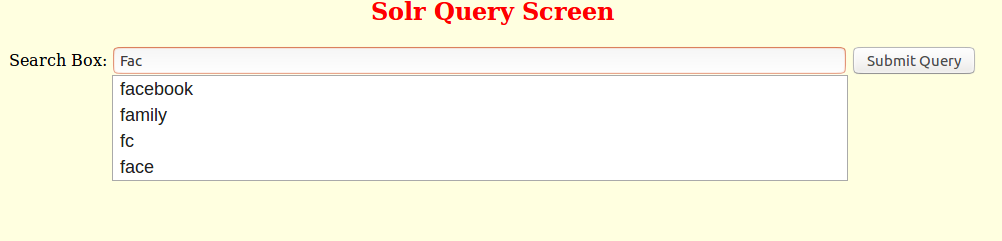 Solr Query Screen
Search Box: Fac Submit Query
facebook
family
fc
face